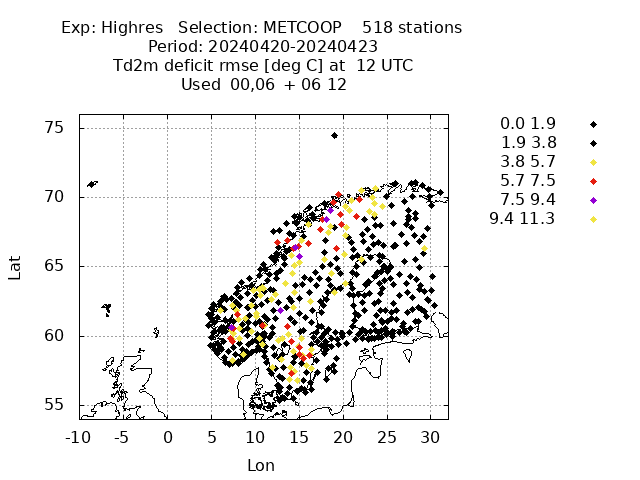 Exp: Highres   Selection: METCOOP    518 stations
Period: 20240420-20240423
Td2m deficit rmse [deg C] at  12 UTC
Used  00,06  + 06 12
0.0 1.9
1.9 3.8
3.8 5.7
5.7 7.5
7.5 9.4
9.4 11.3
75
70
65
60
55
Lat
-10 -5 0 5 10 15 20 25 30
Lon